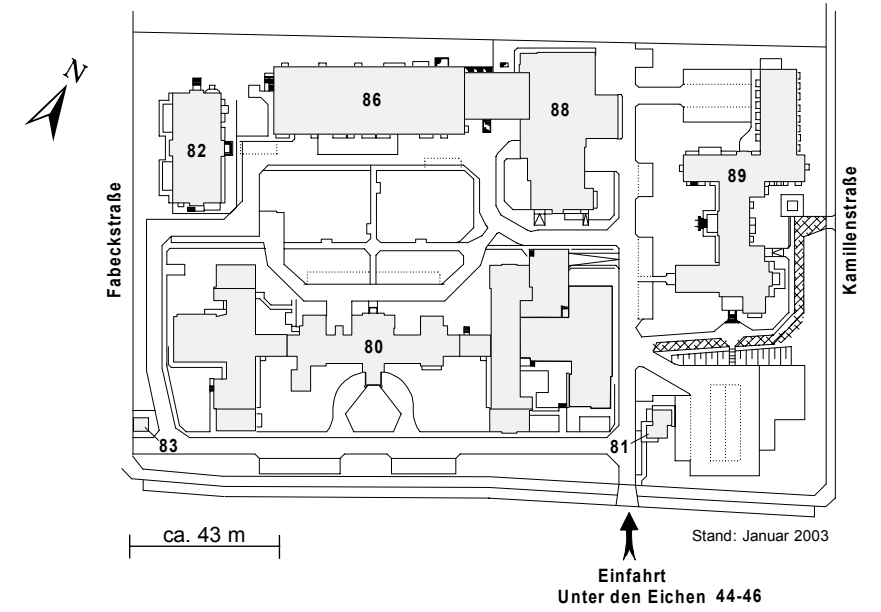 N
86
88
82
89
Fabeckstraße
Kamillenstraße
80
83
81
ca. 43 m
Stand: Januar 2003
Einfahrt
Unter den Eichen 44-46